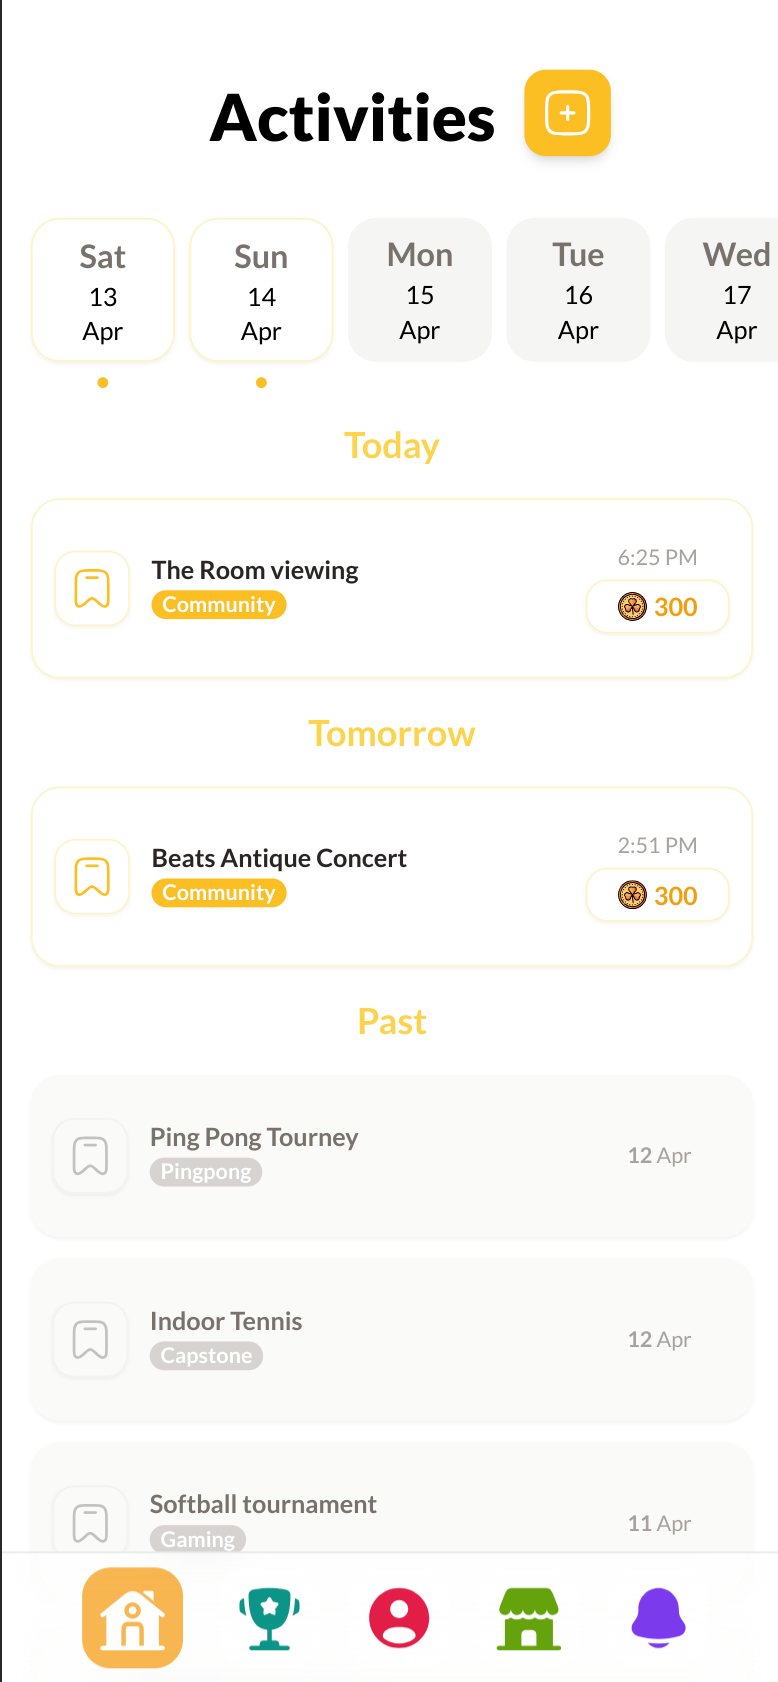 Activities
Sat
13
Apr
Sun
14
Apr
Mon
15
Apr
Tue
16
Apr
Wed
17
Apr
Today
The Room viewing
Community
6:25 PM
300
Tomorrow
Beats Antique Concert
Community
2:51 PM
300
Past
Ping Pong Tourney
Pingpong
12 Apr
Indoor Tennis
Capstone
12 Apr
Softball tournament
Gaming
11 Apr